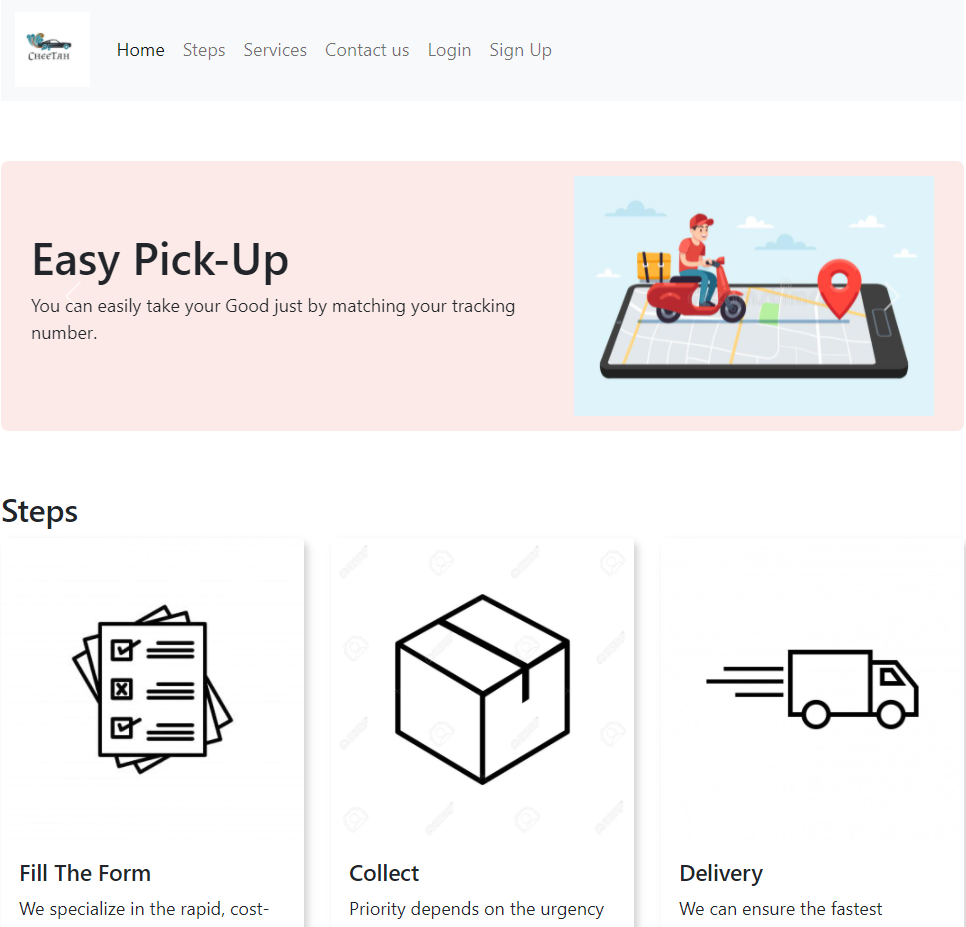 CHEETAH
Home Steps Services Contact us Login Sign Up
Easy Pick-Up
You can easily take your Good just by matching your tracking
number.
Steps
Fill The Form
We specialize in the rapid, cost-
Collect
Priority depends on the urgency
Delivery
We can ensure the fastest